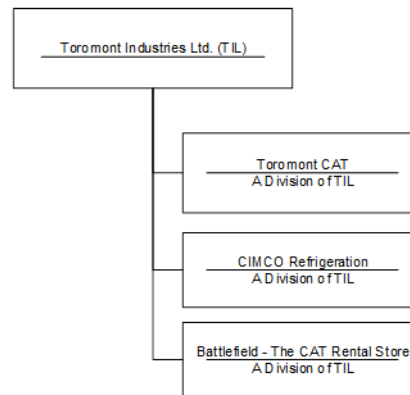 Toromont Industries Ltd. (TIL)
Toromont CAT
A Division of TIL
CIMCO Refrigeration
A Division of TIL
Battlefield - The CAT Rental Store
A Division of TIL